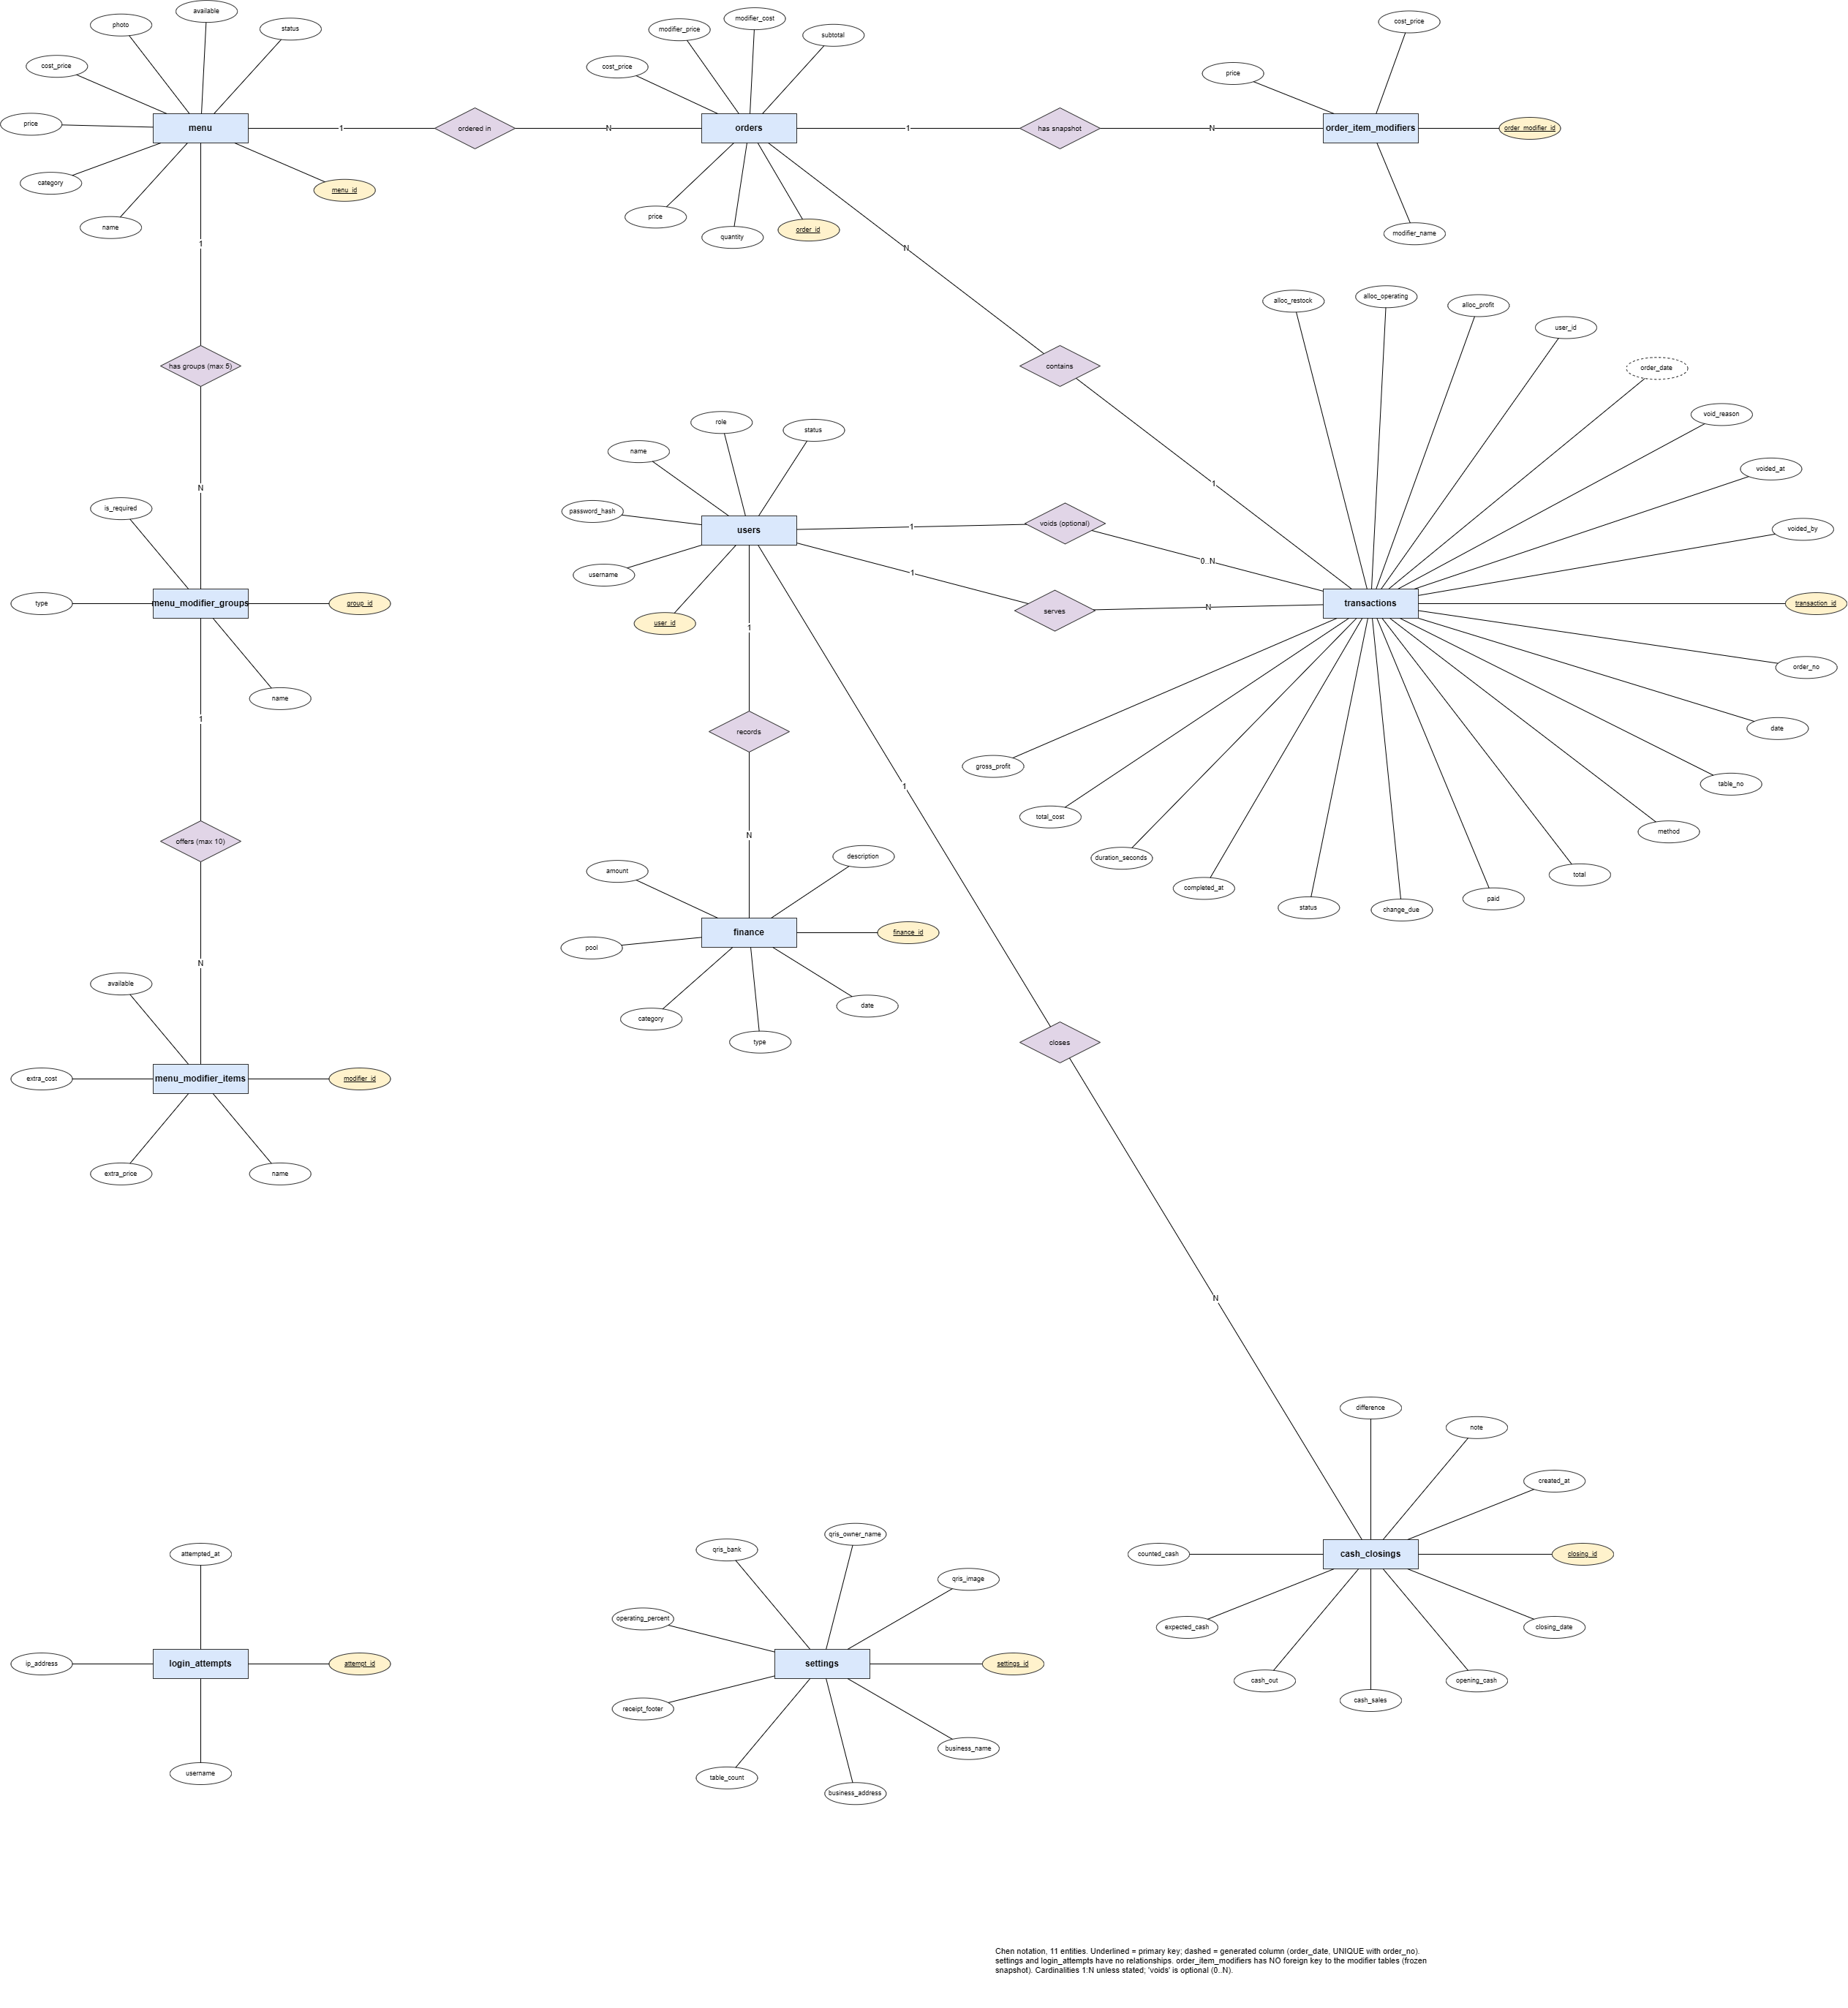 available
photo
status
cost_price
price
menu
category
menu_id
name
1
ordered in
N
modifier_cost
modifier_price
subtotal
cost_price
orders
price
quantity
order_id
1
has snapshot
N
cost_price
price
order_item_modifiers
order_modifier_id
modifier_name
1
has groups (max 5)
N
is_required
type
menu_modifier_groups
group_id
name
1
offers (max 10)
N
available
extra_cost
menu_modifier_items
modifier_id
extra_price
name
N
contains
1
role
status
name
password_hash
users
username
user_id
1
voids (optional)
0..N
1
serves
N
alloc_restock
alloc_operating
alloc_profit
user_id
order_date
void_reason
voided_at
voided_by
transactions
transaction_id
order_no
date
table_no
method
total
paid
change_due
status
completed_at
duration_seconds
total_cost
gross_profit
1
records
N
description
amount
finance
finance_id
pool
date
category
type
1
closes
N
difference
note
created_at
counted_cash
cash_closings
closing_id
expected_cash
closing_date
cash_out
opening_cash
cash_sales
attempted_at
ip_address
login_attempts
attempt_id
username
qris_owner_name
qris_bank
qris_image
operating_percent
settings
settings_id
receipt_footer
business_name
table_count
business_address
Chen notation, 11 entities. Underlined = primary key; dashed = generated column (order_date, UNIQUE with order_no).
settings and login_attempts have no relationships. order_item_modifiers has NO foreign key to the modifier tables (frozen
snapshot). Cardinalities 1:N unless stated; 'voids' is optional (0..N).